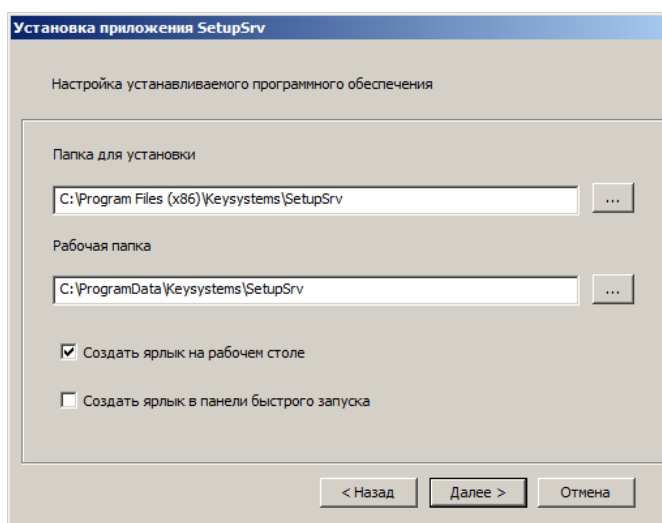 Установка приложения SetupSrv
Настройка устанавливаемого программного обеспечения
Папка для установки
C:\Program Files (x86)\Keysystems\SetupSrv
...
Рабочая папка
C:\ProgramData\Keysystems\SetupSrv
...
Создать ярлык на рабочем столе
Создать ярлык в панели быстрого запуска
< Назад Далее > Отмена